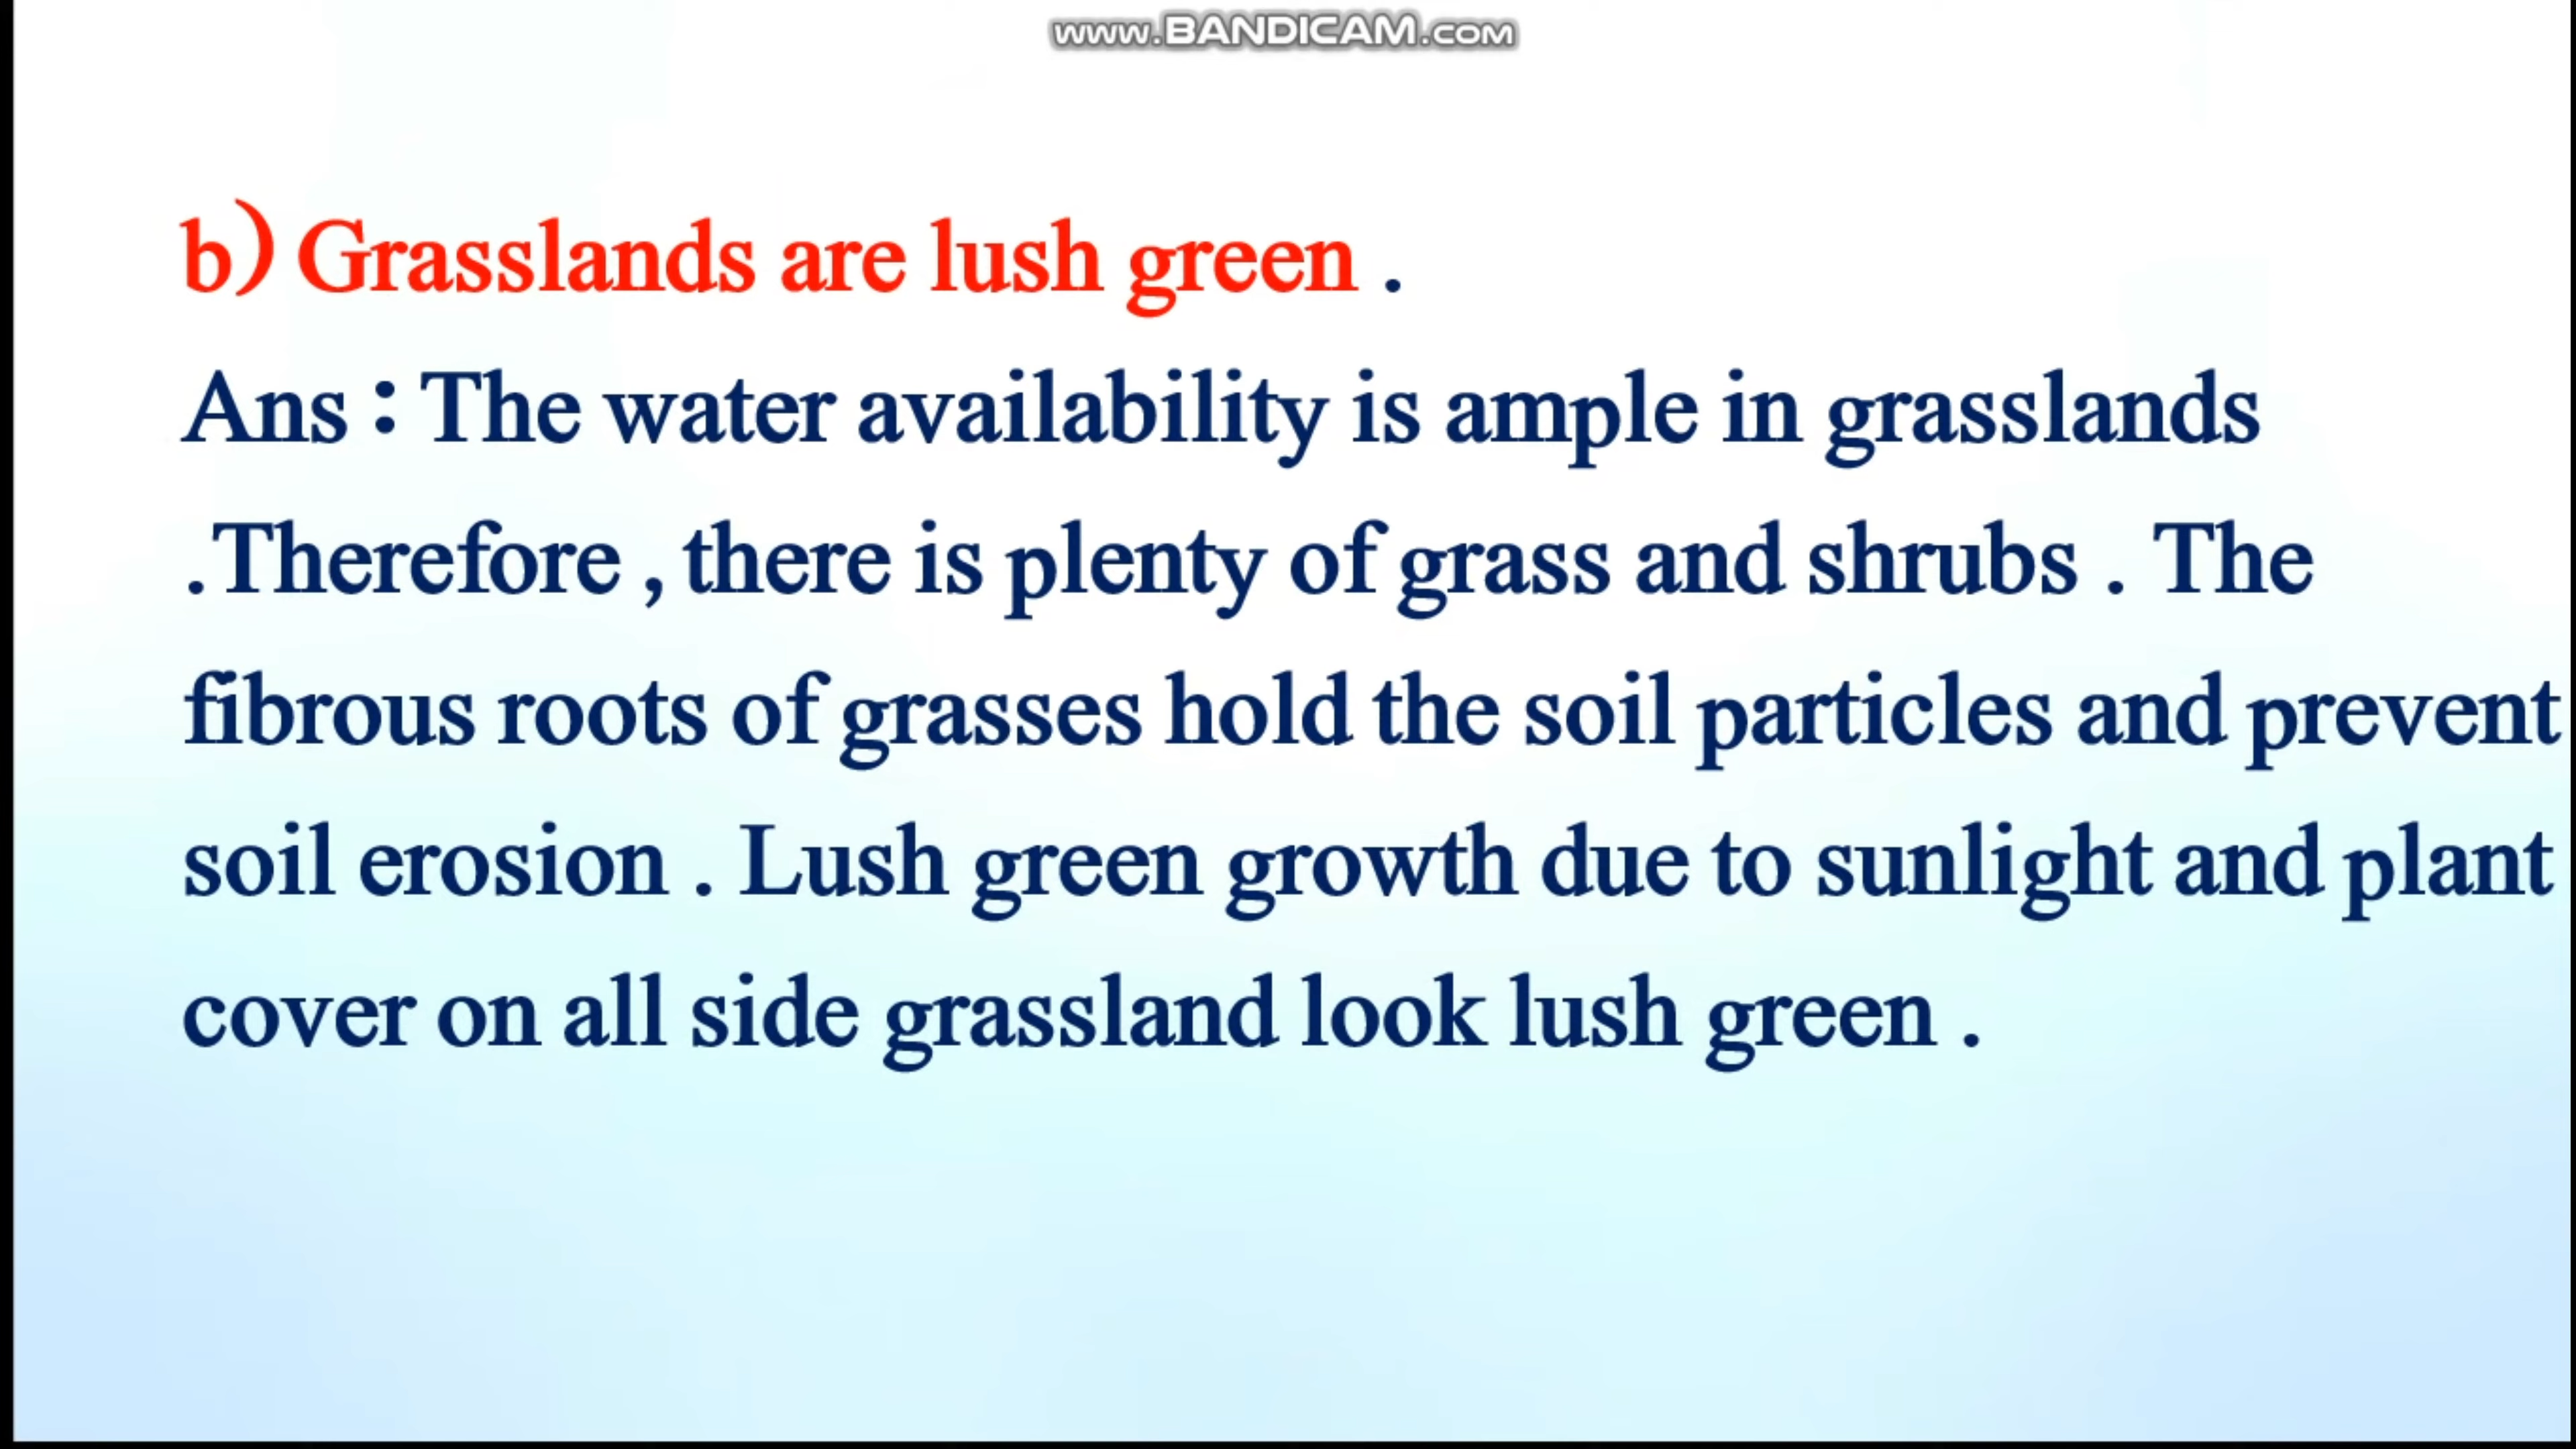 www.BANDICAM.com
b) Grasslands are lush green .
Ans : The water availability is ample in grasslands
.Therefore , there is plenty of grass and shrubs . The
fibrous roots of grasses hold the soil particles and prevent
soil erosion . Lush green growth due to sunlight and plant
cover on all side grassland look lush green .